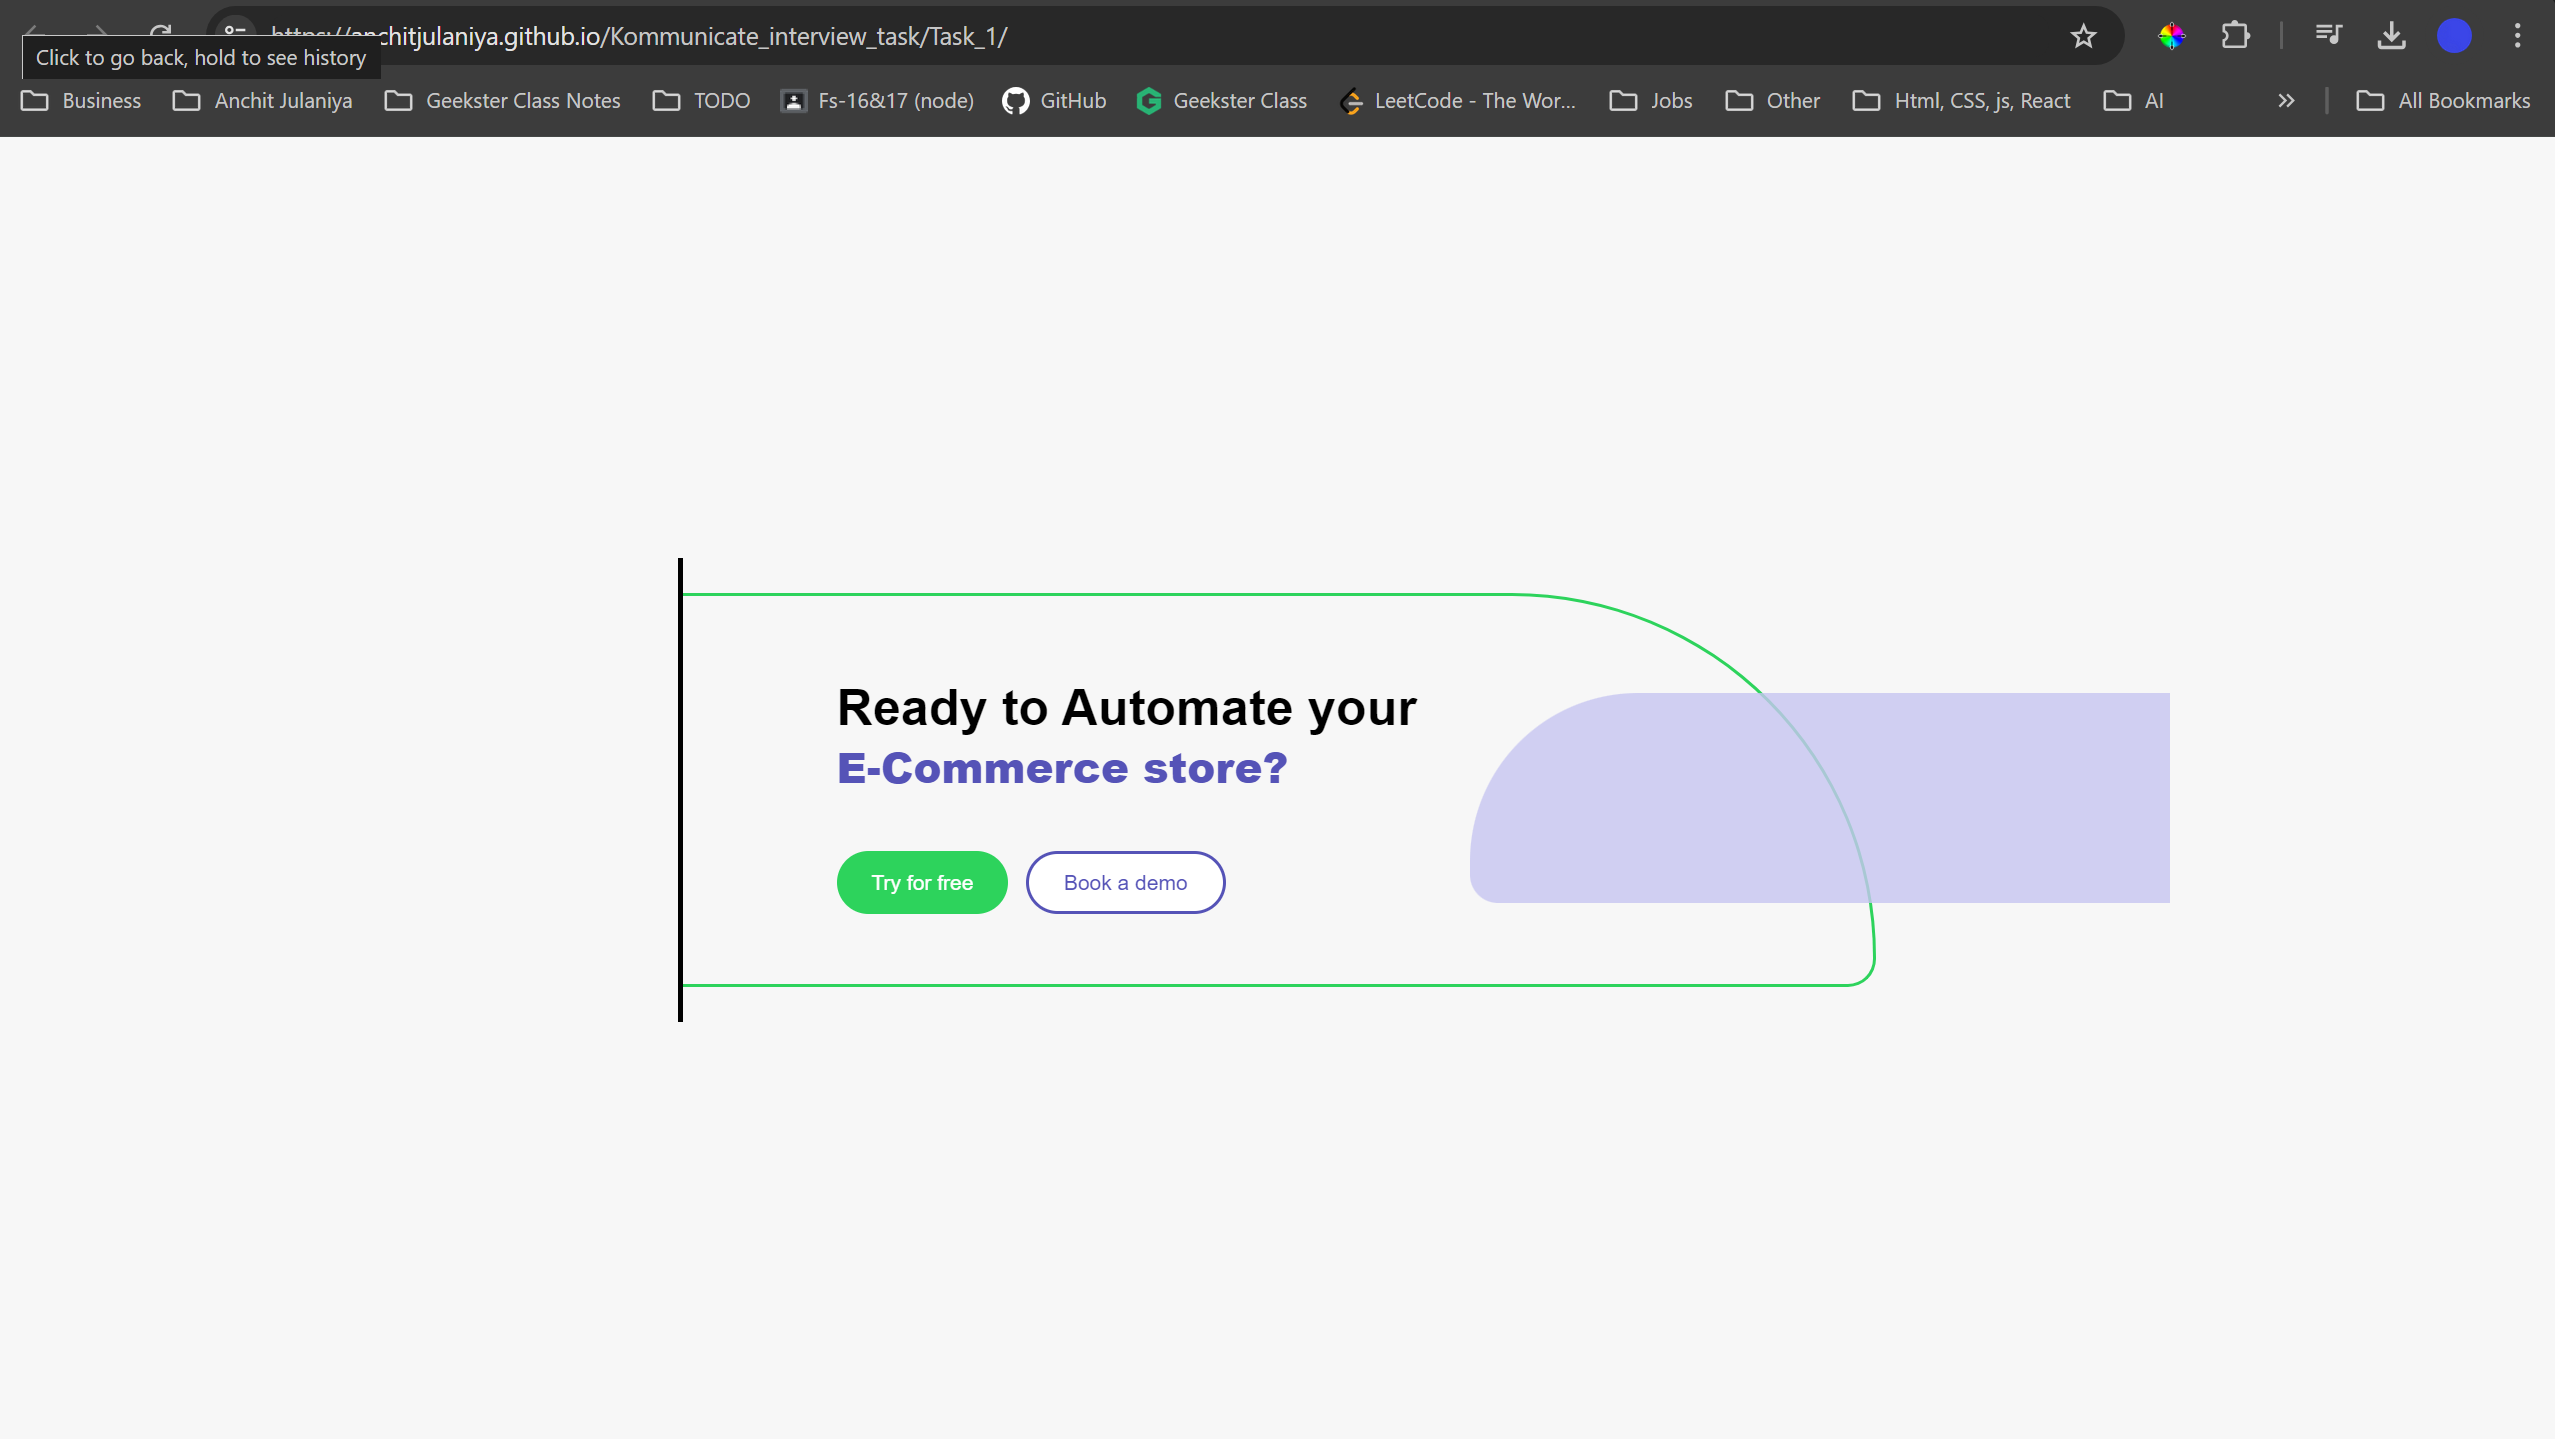 https://anchitjulaniya.github.io/Kommunicate_interview_task/Task_1/
Click to go back, hold to see history
Business Anchit Julaniya Geekster Class Notes TODO Fs-16&17 (node) GitHub Geekster Class LeetCode - The Wor... Jobs Other Html, CSS, js, React AI All Bookmarks
Ready to Automate your
E-Commerce store?
Try for free Book a demo